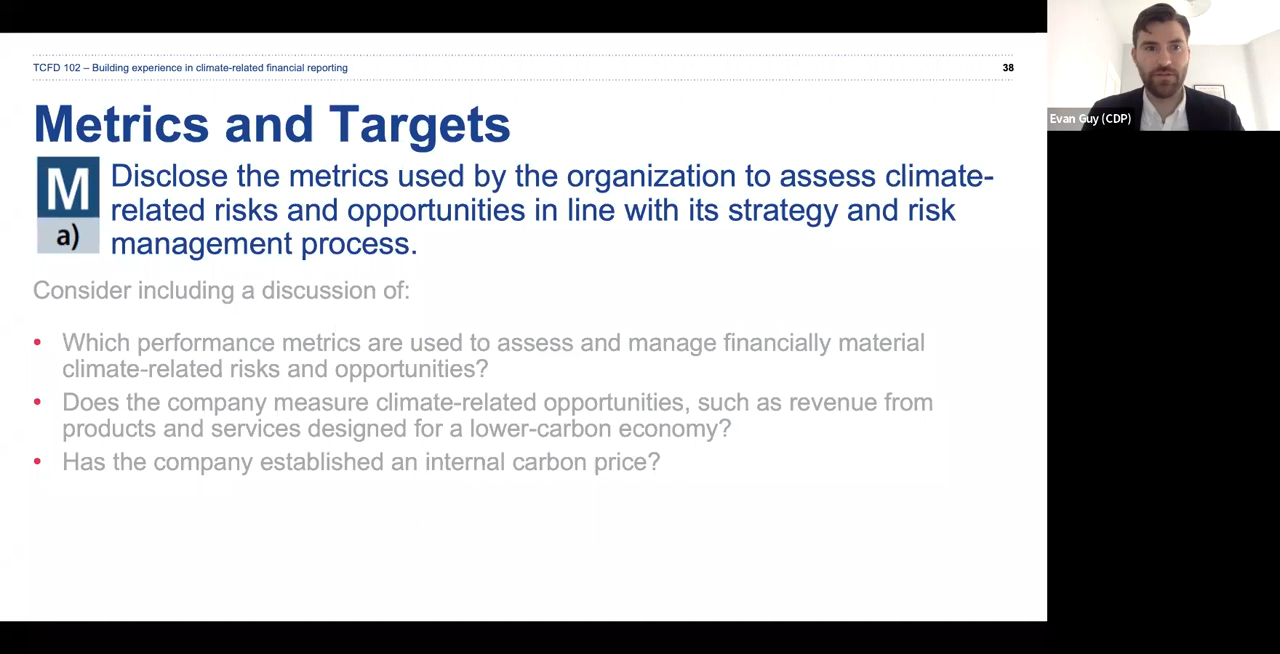 TCFD 102 – Building experience in climate-related financial reporting
38
Metrics and Targets
M
a)
Disclose the metrics used by the organization to assess climate-
related risks and opportunities in line with its strategy and risk
management process.
Consider including a discussion of:
• Which performance metrics are used to assess and manage financially material
climate-related risks and opportunities?
• Does the company measure climate-related opportunities, such as revenue from
products and services designed for a lower-carbon economy?
• Has the company established an internal carbon price?
Evan Guy (CDP)